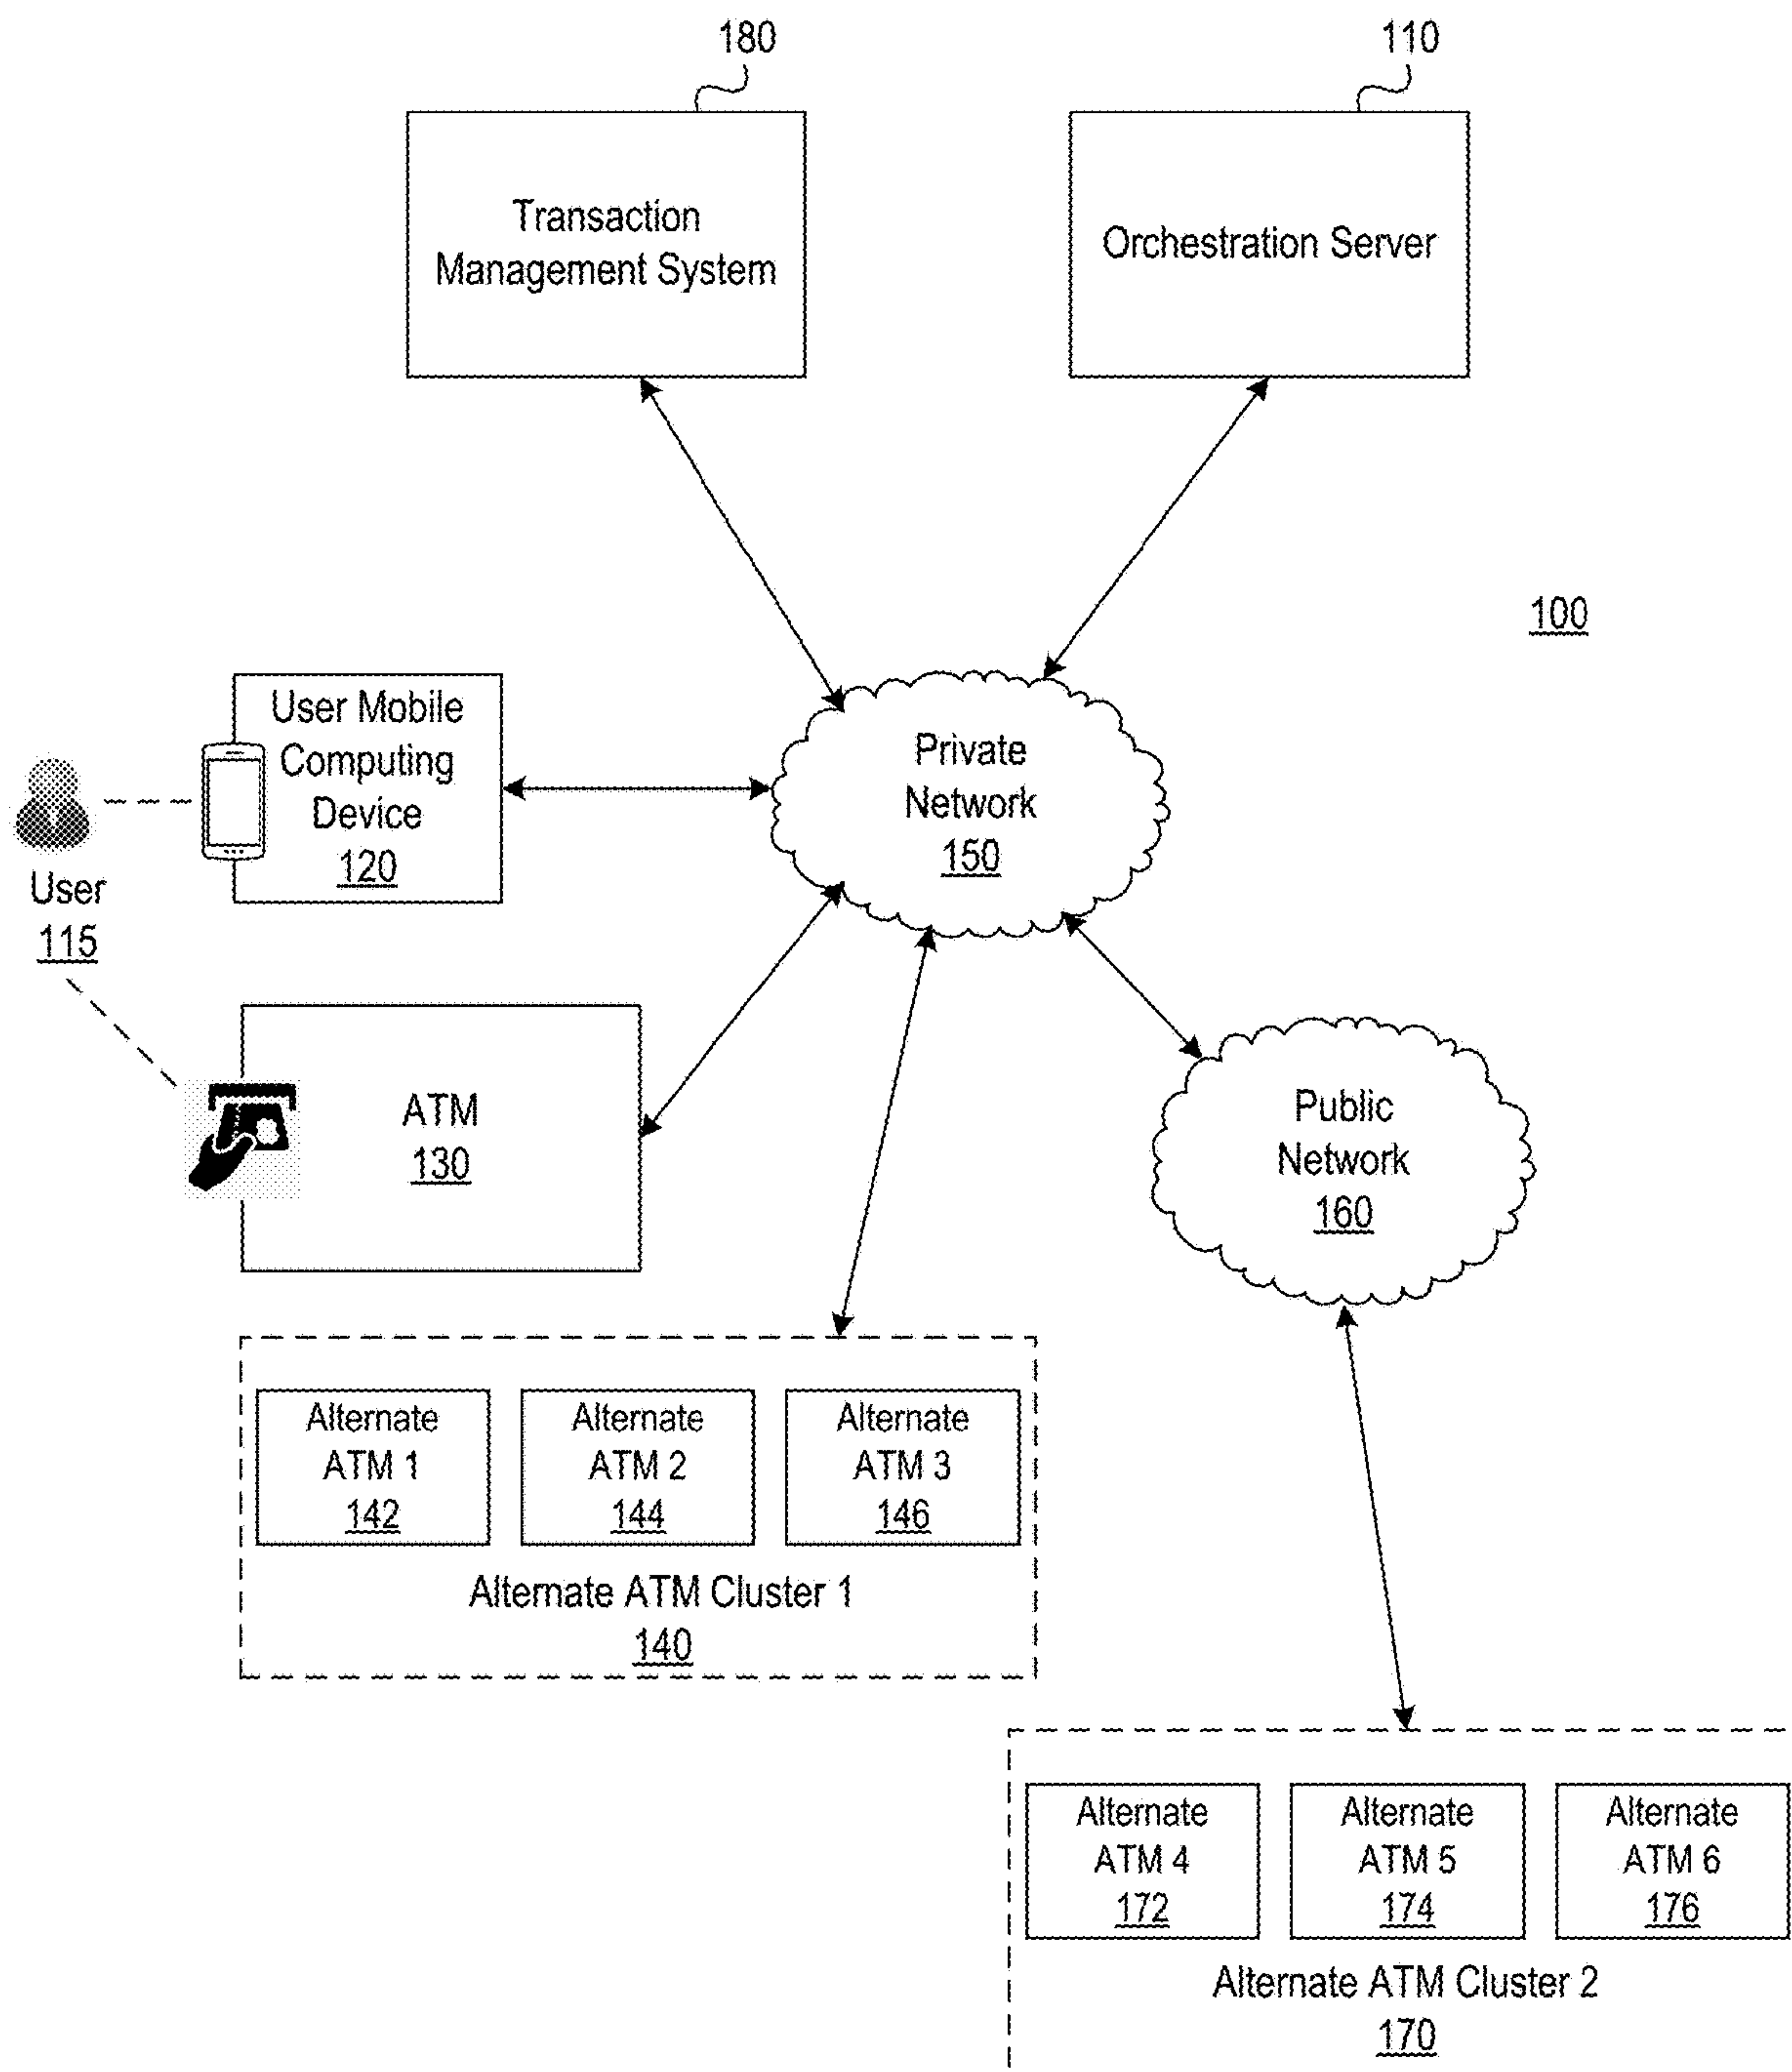 180
110
Transaction
Management System
Orchestration Server
100
User Mobile
Computing
Device
120
Private
Network
150
User
115
ATM
130
Public
Network
160
Alternate
ATM 1
142
Alternate
ATM 2
144
Alternate
ATM 3
146
Alternate ATM Cluster 1
140
Alternate
ATM 4
172
Alternate
ATM 5
174
Alternate
ATM 6
176
Alternate ATM Cluster 2
170